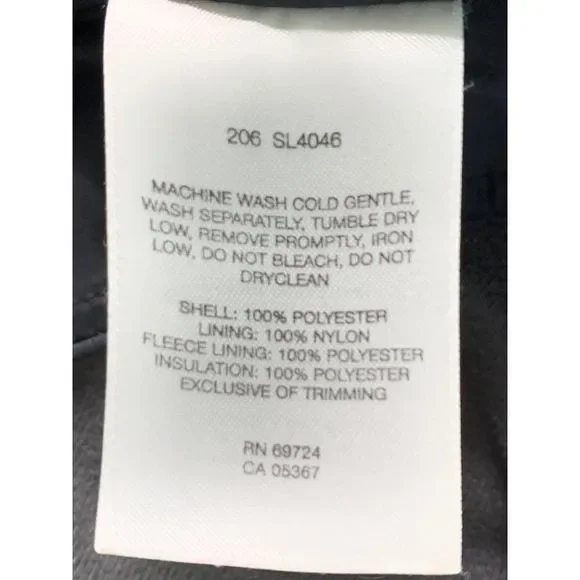 206 SL4046
MACHINE WASH COLD GENTLE,
WASH SEPARATELY, TUMBLE DRY
LOW, REMOVE PROMPTLY, IRON
LOW, DO NOT BLEACH, DO NOT
DRYCLEAN
SHELL: 100% POLYESTER
LINING: 100% NYLON
FLEECE LINING: 100% POLYESTER
INSULATION: 100% POLYESTER
EXCLUSIVE OF TRIMMING
RN 69724
CA 05367